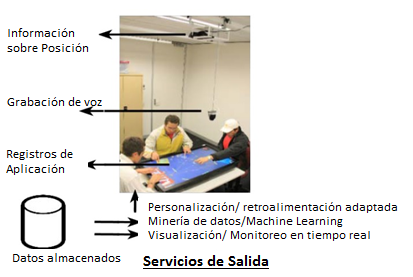 Información
sobre Posición
Grabación de voz
Registros de
Aplicación
Personalización/ retroalimentación adaptada
Minería de datos/Machine Learning
Visualización/ Monitoreo en tiempo real
Datos almacenados
Servicios de Salida